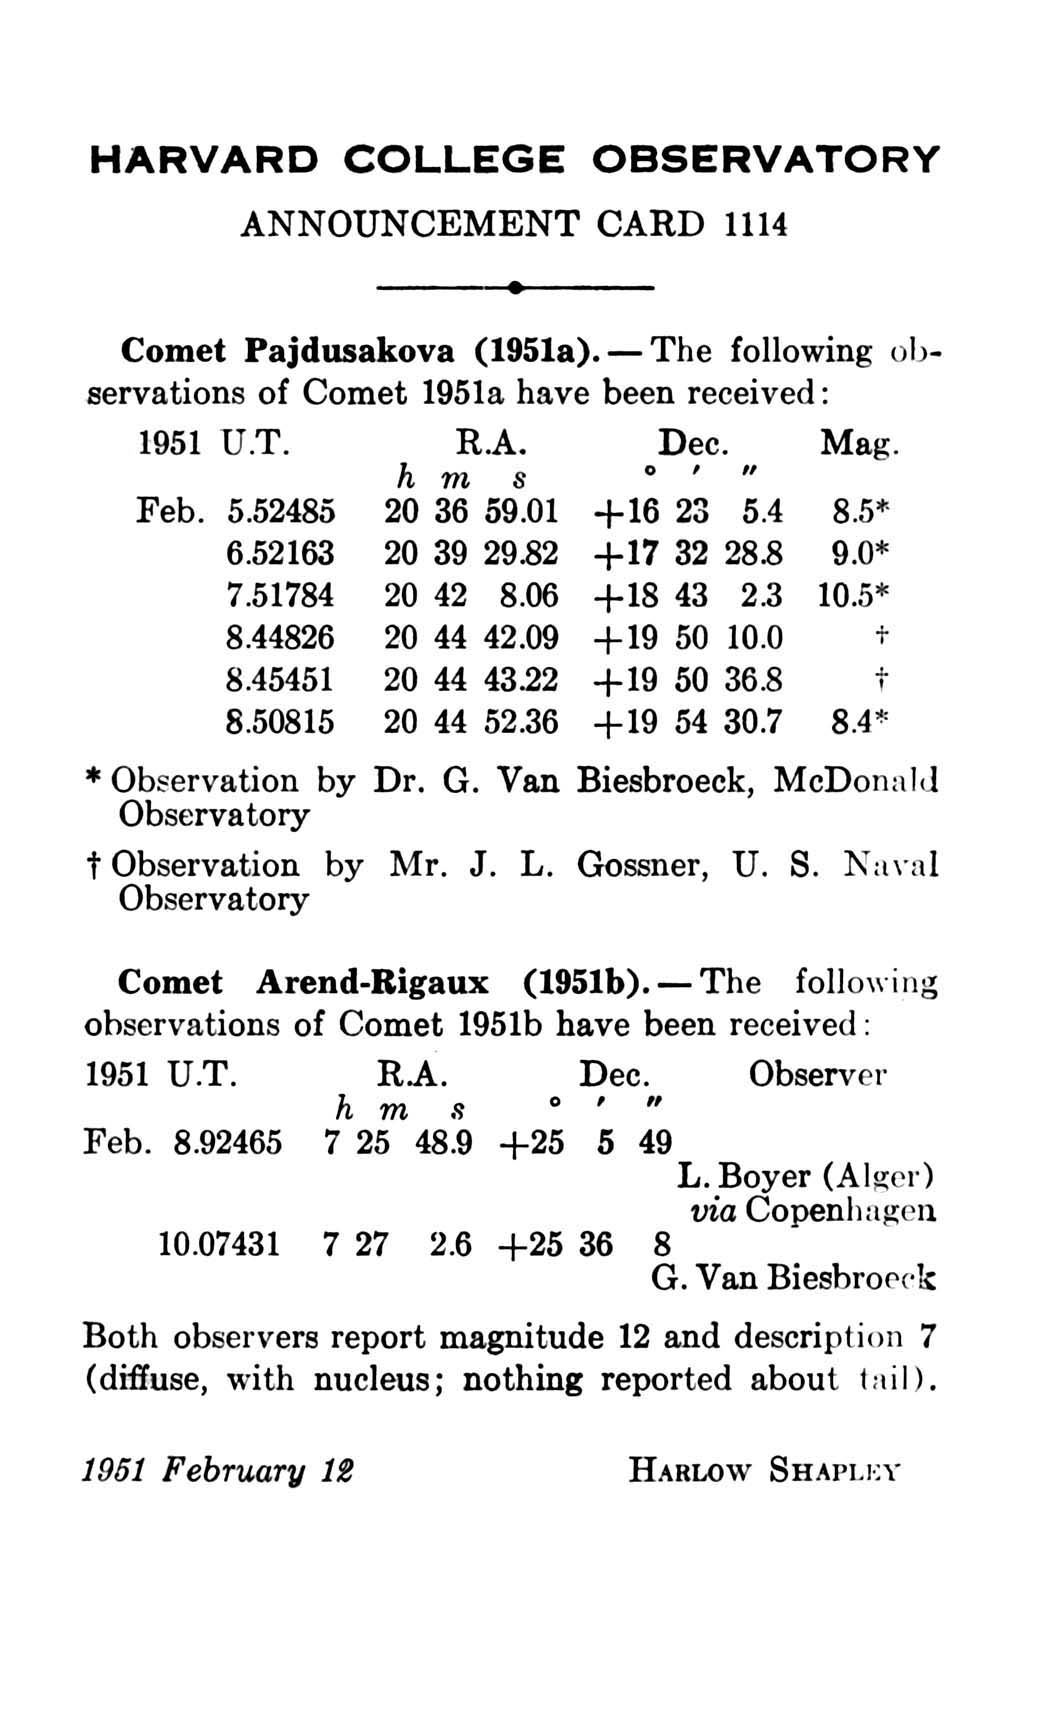 HARVARD COLLEGE OBSERVATORY
ANNOUNCEMENT CARD 1114
Comet Pajdusakova (1951a).—The following ob-
servations of Comet 1951a have been received:
1951 U.T. R.A. Dec. Mag.
h m s ° ′ ″
Feb. 5.52485 20 36 59.01 +16 23 5.4 8.5*
6.52163 20 39 29.82 +17 32 28.8 9.0*
7.51784 20 42 8.06 +18 43 2.3 10.5*
8.44826 20 44 42.09 +19 50 10.0 †
8.45451 20 44 43.22 +19 50 36.8 †
8.50815 20 44 52.36 +19 54 30.7 8.4*
* Observation by Dr. G. Van Biesbroeck, McDonald
Observatory
† Observation by Mr. J. L. Gossner, U. S. Naval
Observatory
Comet Arend-Rigaux (1951b).—The following
observations of Comet 1951b have been received:
1951 U.T. R.A. Dec. Observer
h m s ° ′ ″
Feb. 8.92465 7 25 48.9 +25 5 49
L. Boyer (Alger)
via Copenhagen
10.07431 7 27 2.6 +25 36 8
G. Van Biesbroeck
Both observers report magnitude 12 and description 7
(diffuse, with nucleus; nothing reported about tail).
1951 February 12 HARLOW SHAPLEY